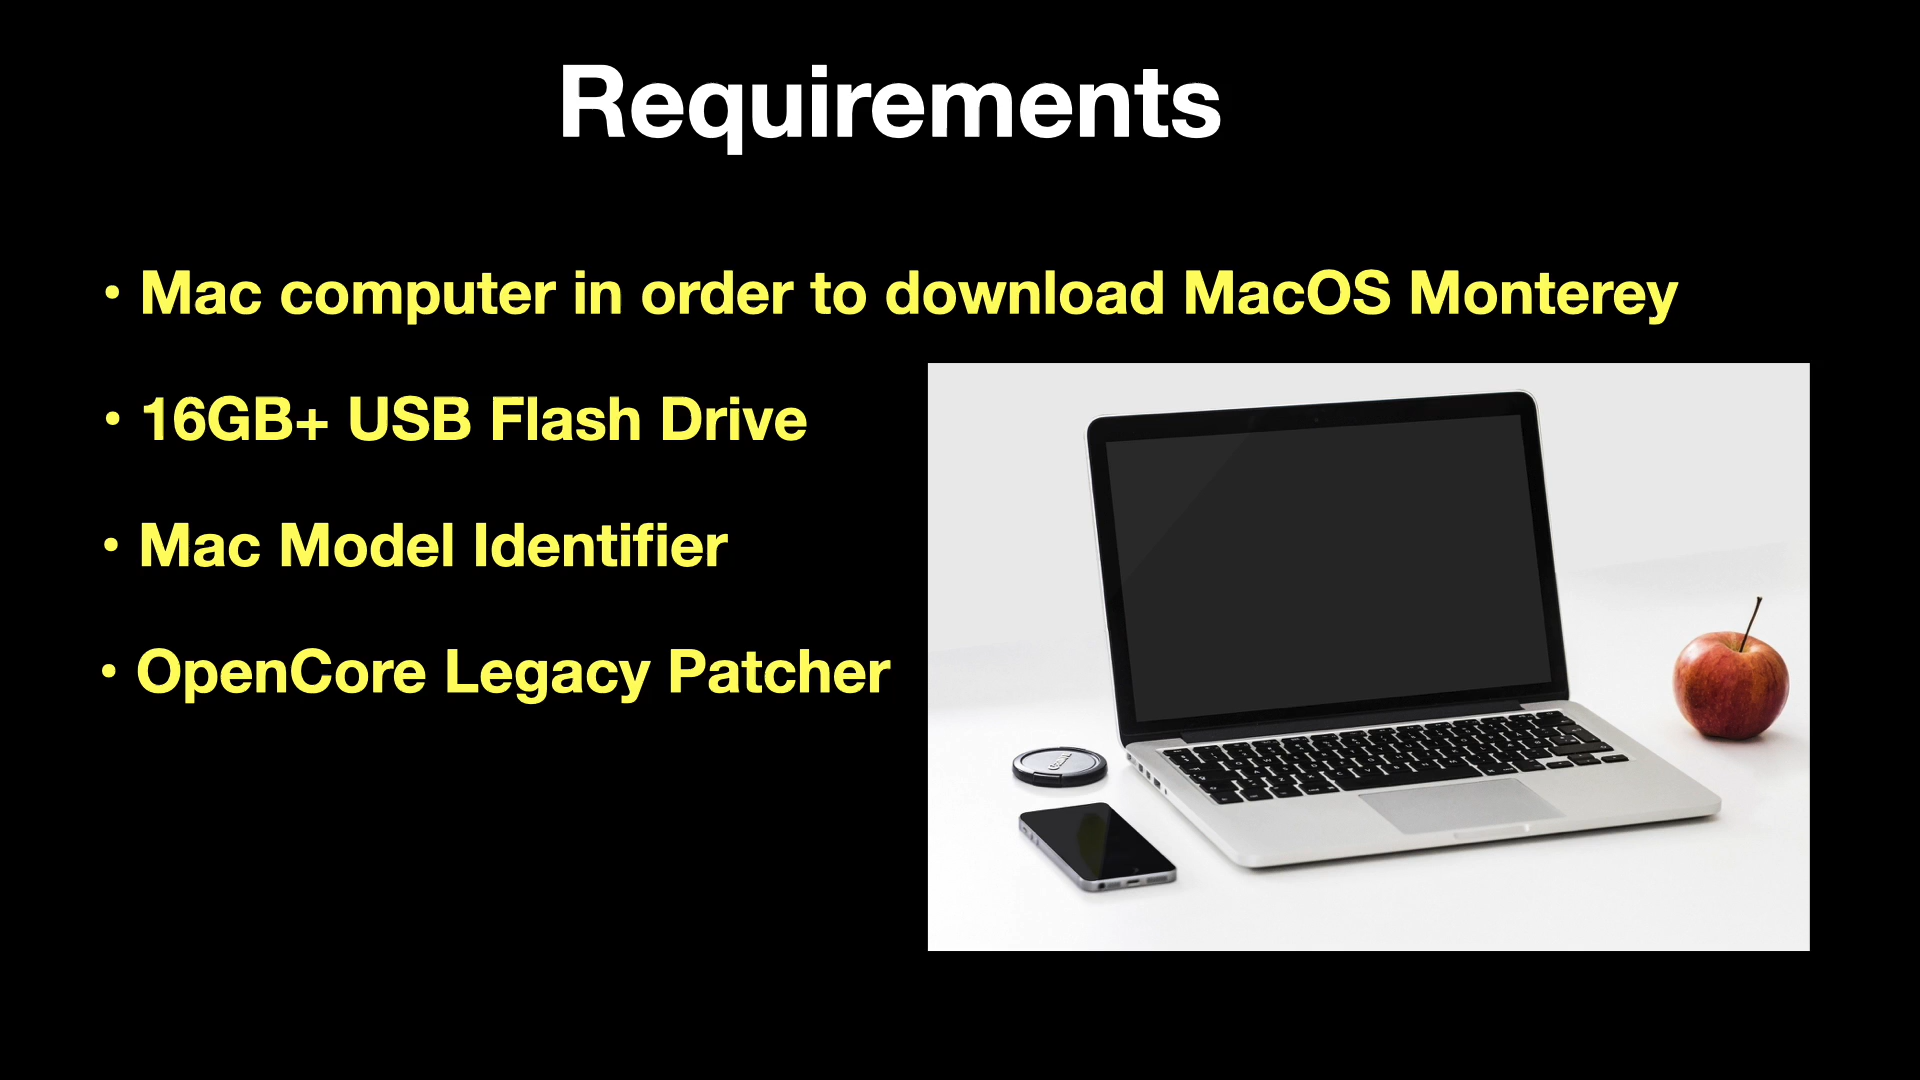 Requirements
• Mac computer in order to download MacOS Monterey
• 16GB+ USB Flash Drive
• Mac Model Identifier
• OpenCore Legacy Patcher